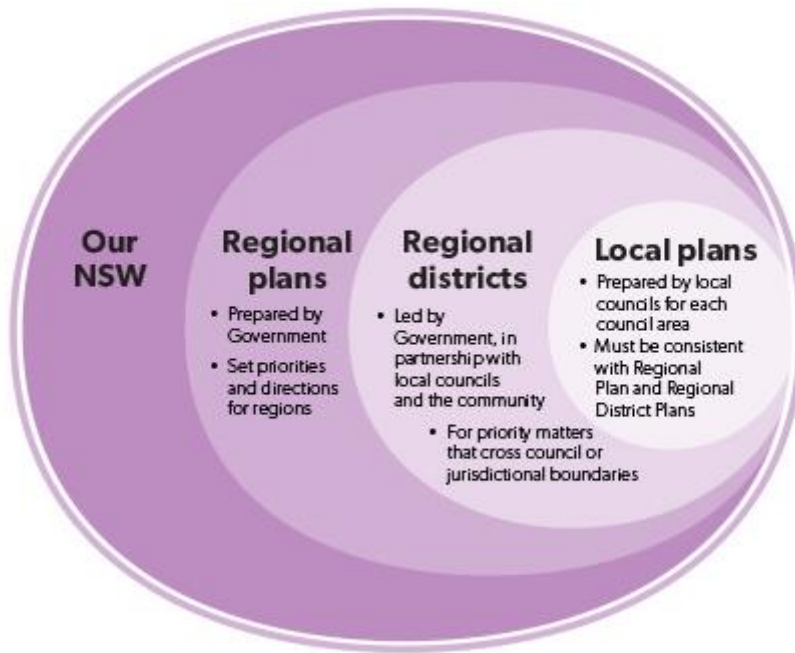 Our
NSW
Regional
plans
• Prepared by
Government
• Set priorities
and directions
for regions
Regional
districts
• Led by
Government, in
partnership with
local councils
and the community
• For priority matters
that cross council or
jurisdictional boundaries
Local plans
• Prepared by local
councils for each
council area
• Must be consistent
with Regional
Plan and Regional
District Plans